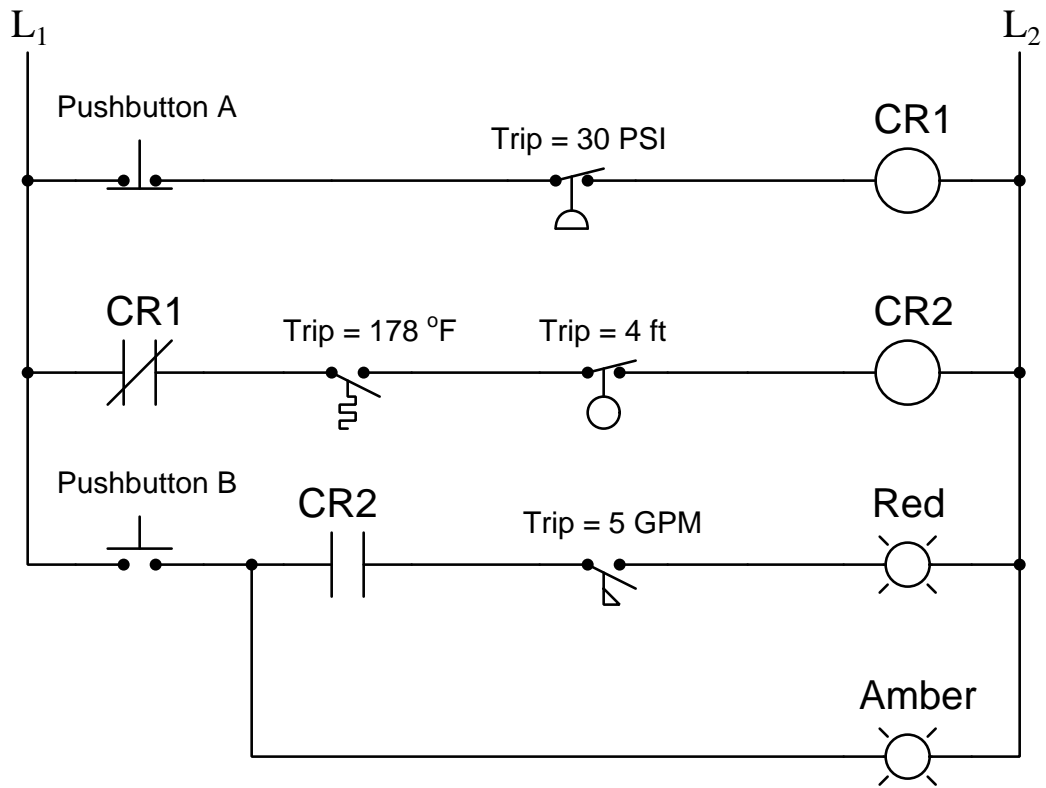 L1 L2
Pushbutton A
Trip = 30 PSI
CR1
CR1
Trip = 178 °F
Trip = 4 ft
CR2
Pushbutton B
CR2
Trip = 5 GPM
Red
Amber